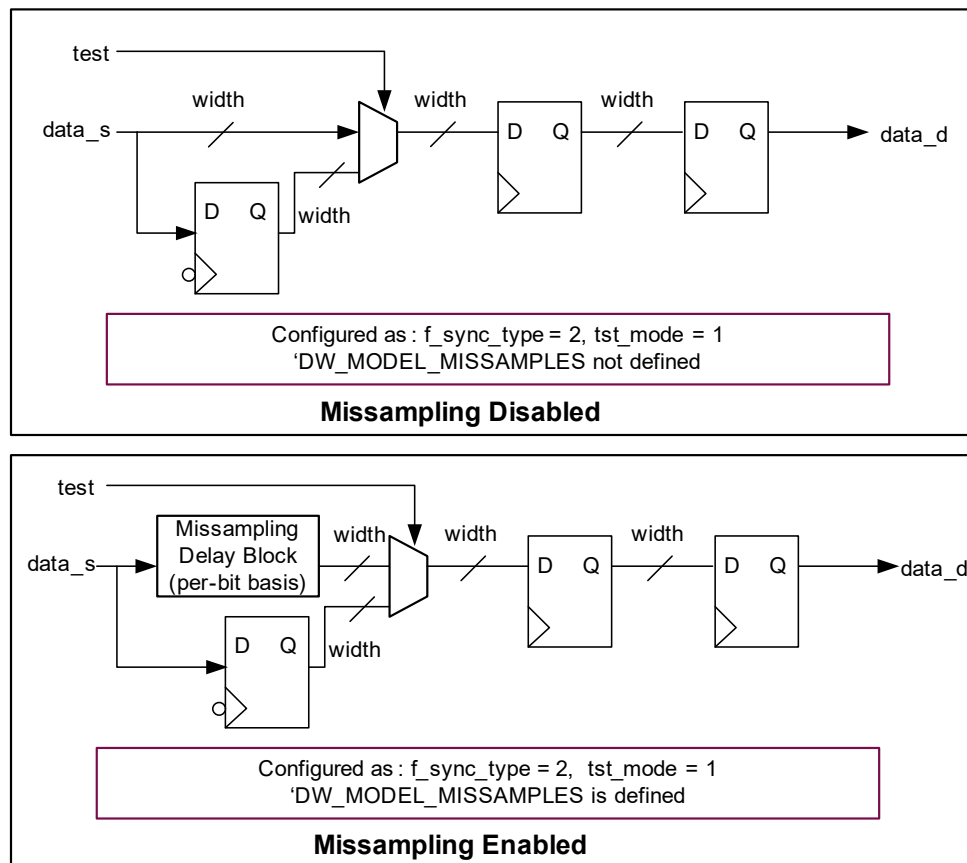 test
width
width
width
data_s
D Q
D Q
data_d
D Q
width
Configured as: f_sync_type = 2, tst_mode = 1
‘DW_MODEL_MISSAMPLES not defined
Missampling Disabled
test
Missampling
Delay Block
(per-bit basis)
width
width
width
data_s
D Q
D Q
data_d
D Q
width
Configured as: f_sync_type = 2, tst_mode = 1
‘DW_MODEL_MISSAMPLES is defined
Missampling Enabled